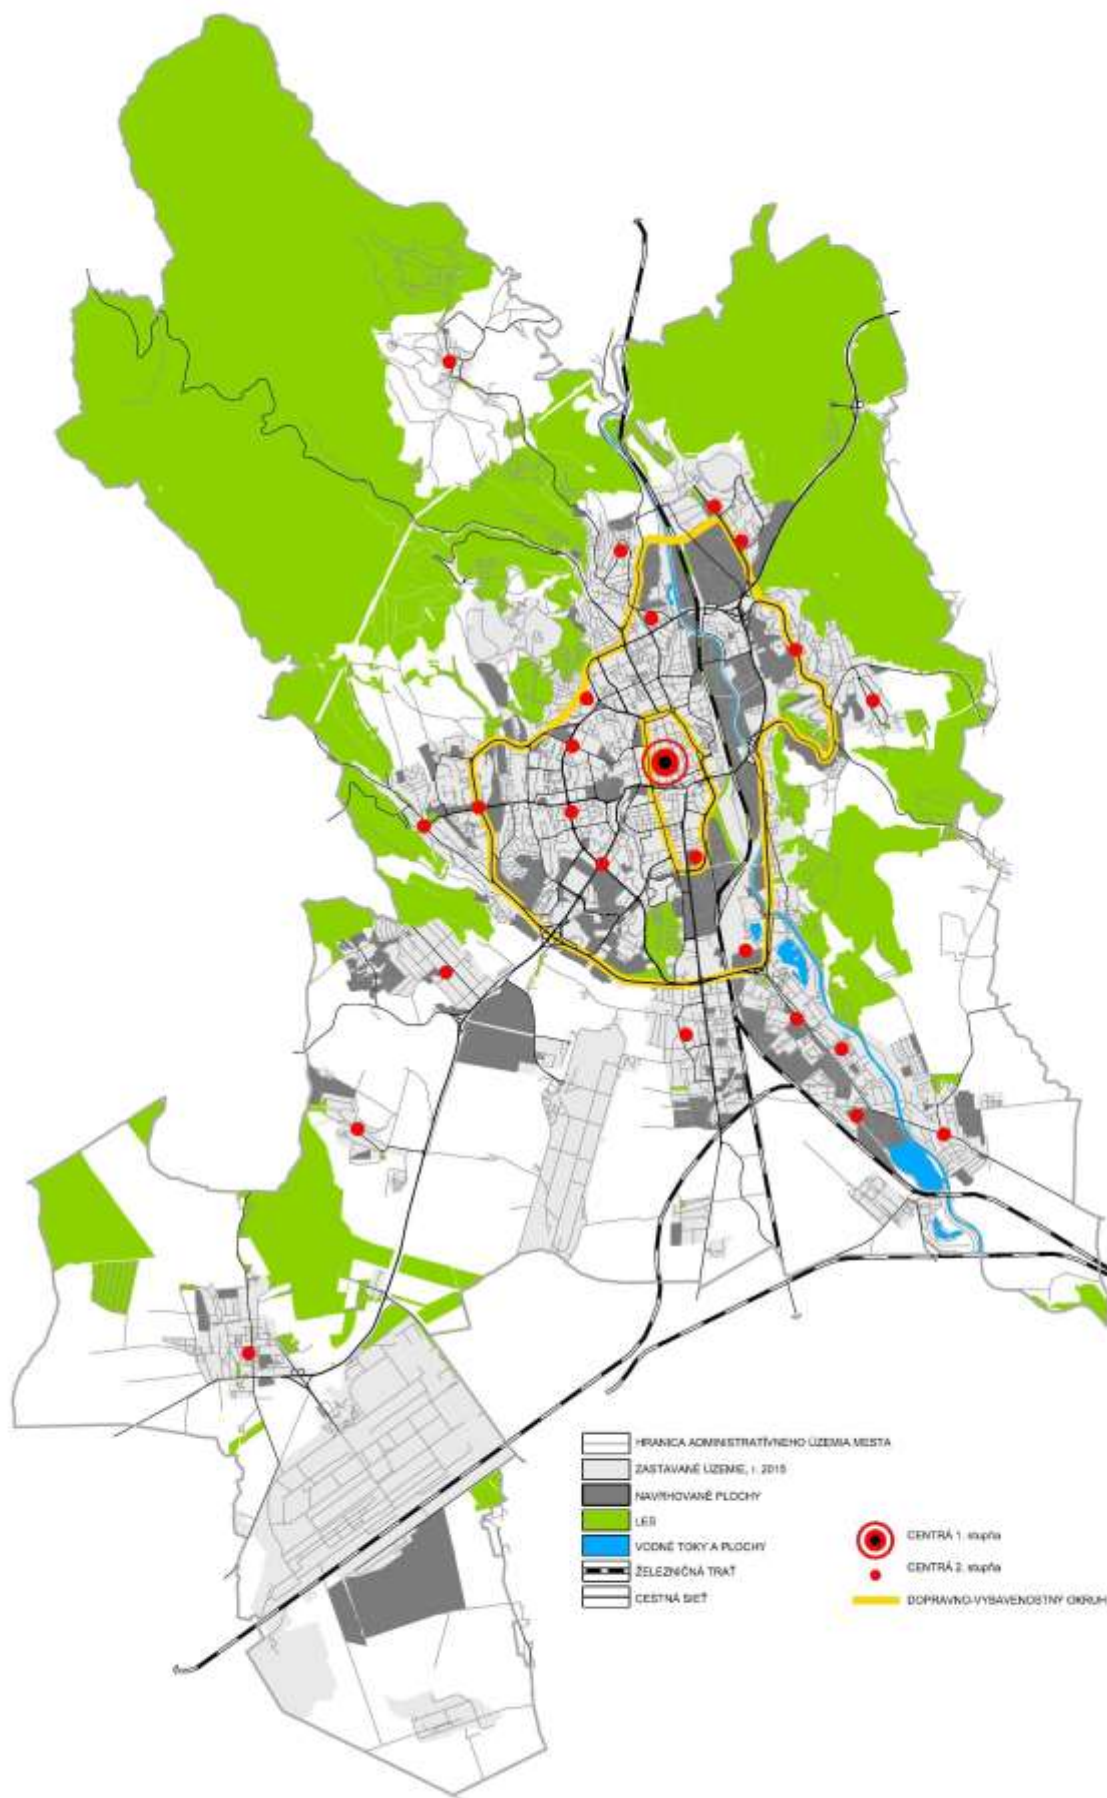 HRANICA ADMINISTRATÍVNEHO ÚZEMIA MESTA
ZASTAVANÉ ÚZEMIE, r. 2015
NAVRHOVANÉ PLOCHY
LES
VODNÉ TOKY A PLOCHY
ŽELEZNIČNÁ TRAŤ
CESTNÁ SIEŤ
CENTRÁ 1. stupňa
CENTRÁ 2. stupňa
DOPRAVNO-VYBAVENOSTNÝ OKRUH